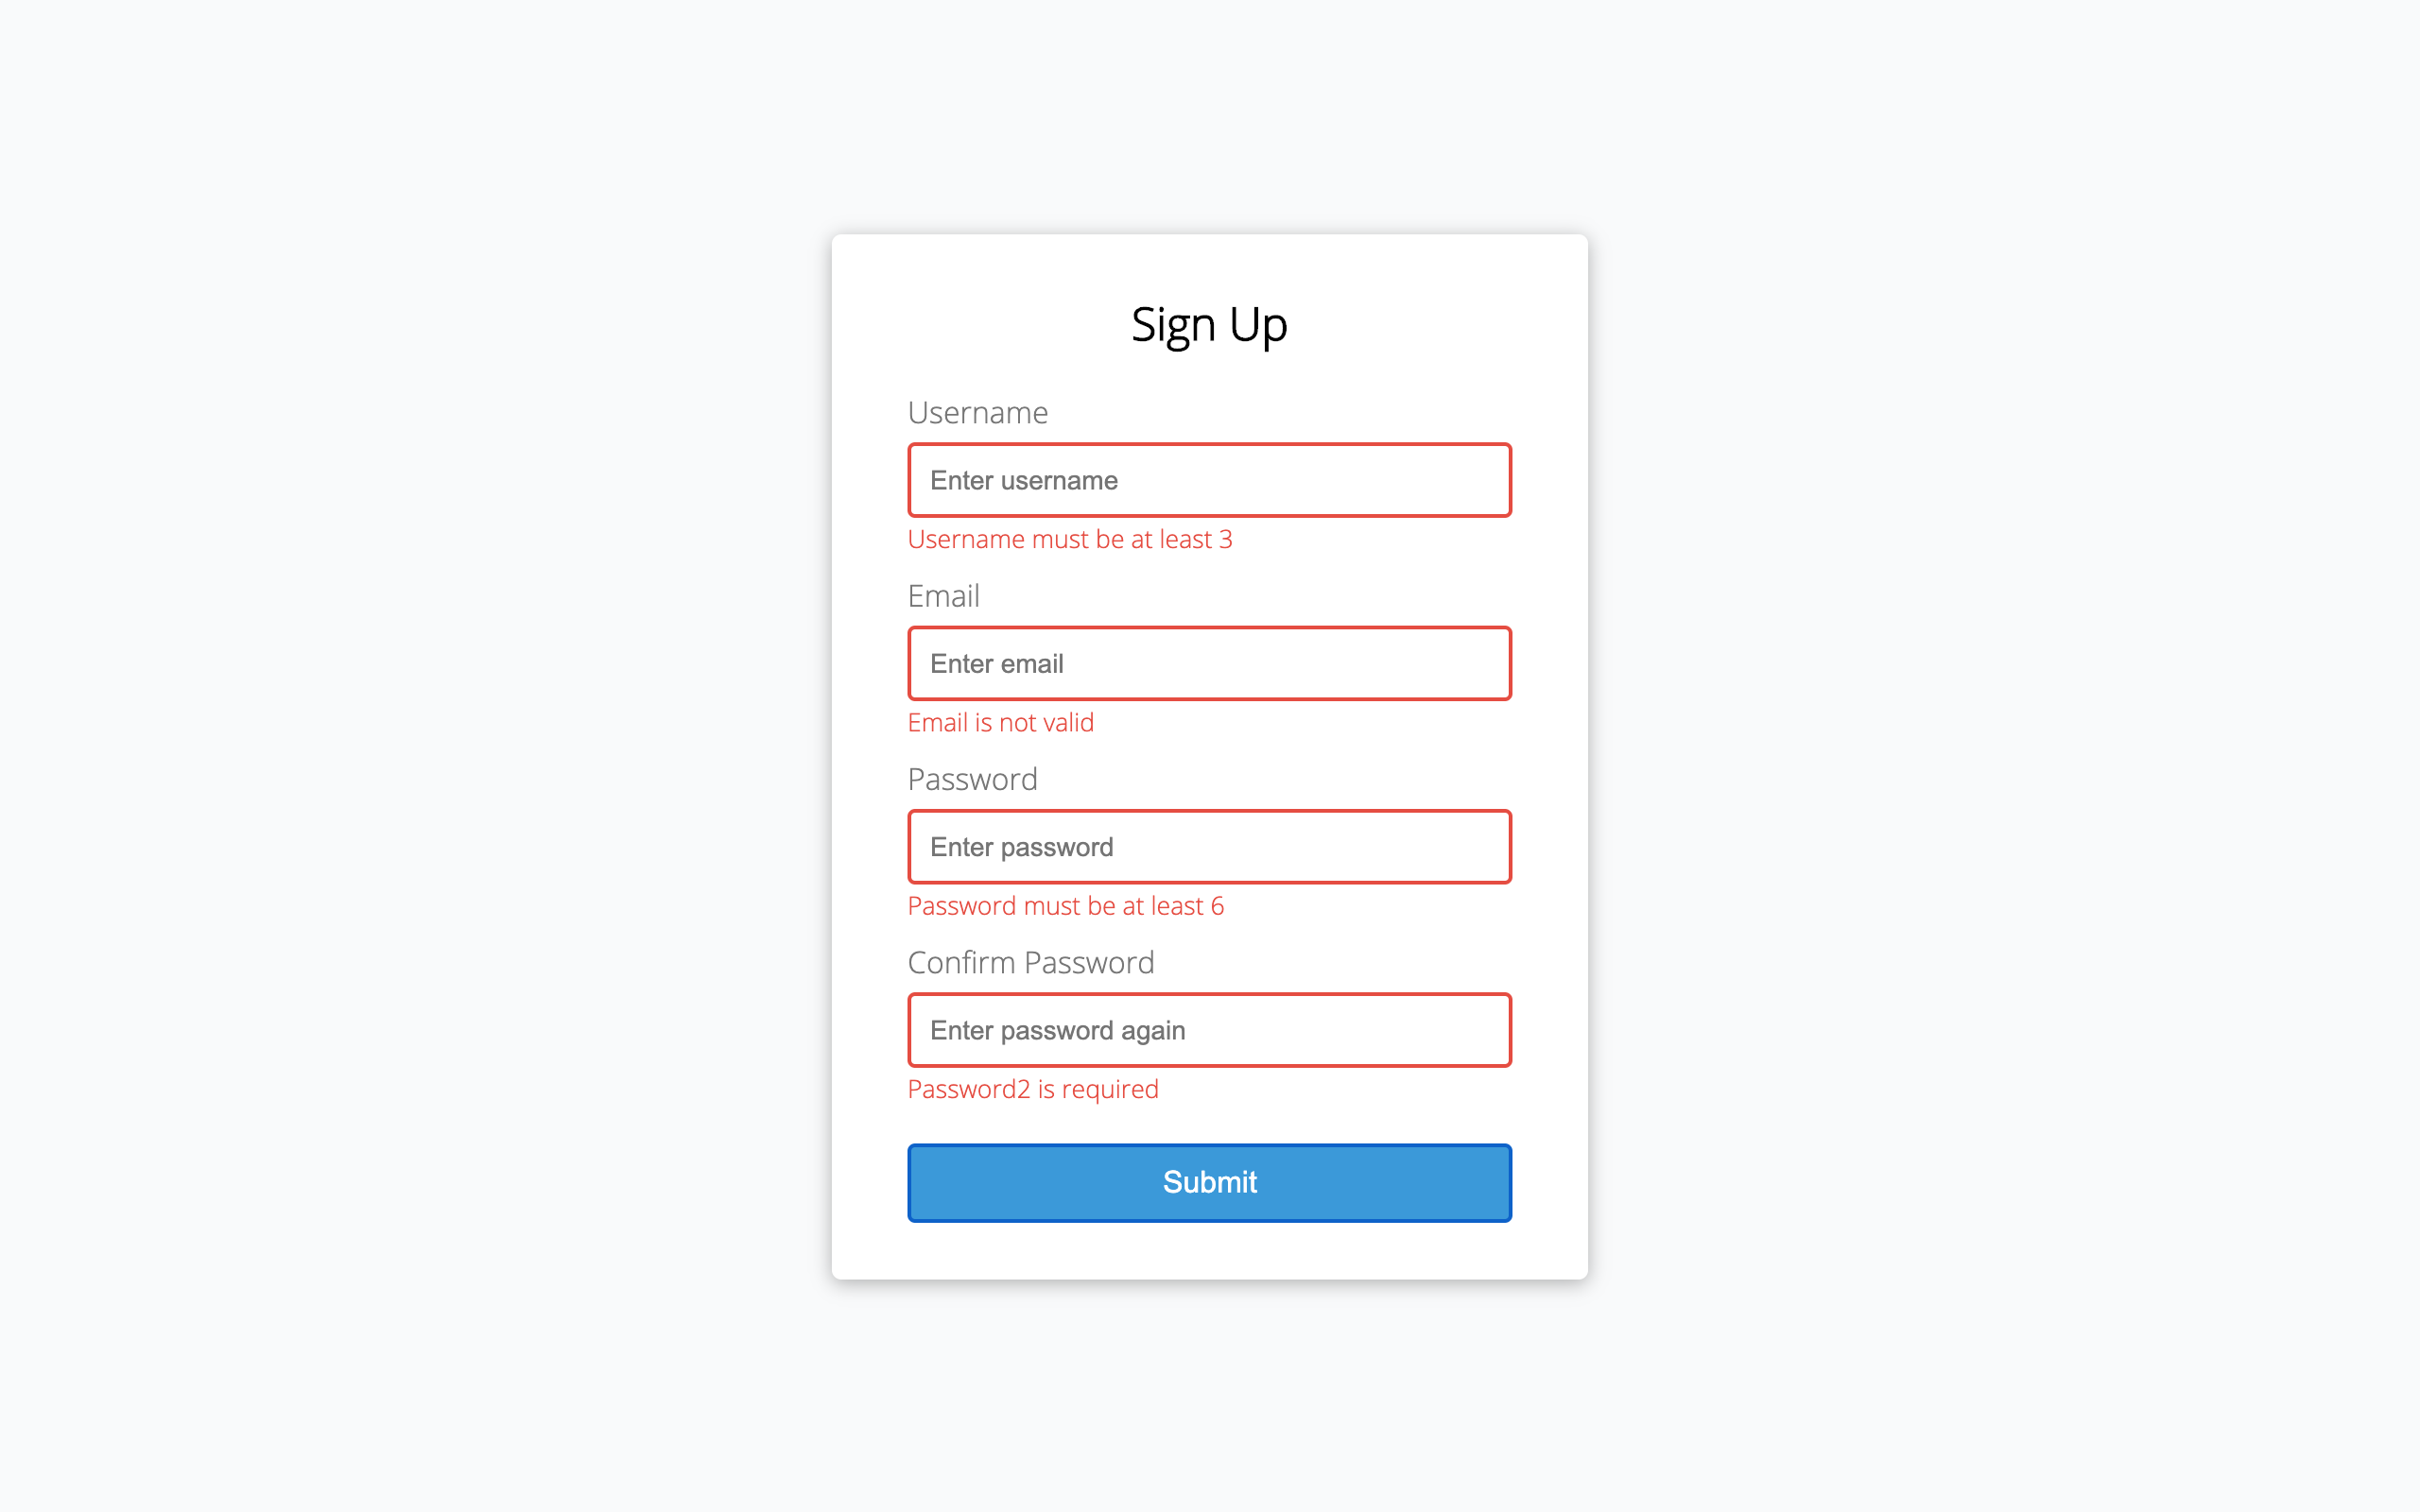 Sign Up
Username
Enter username
Username must be at least 3
Email
Enter email
Email is not valid
Password
Enter password
Password must be at least 6
Confirm Password
Enter password again
Password2 is required
Submit